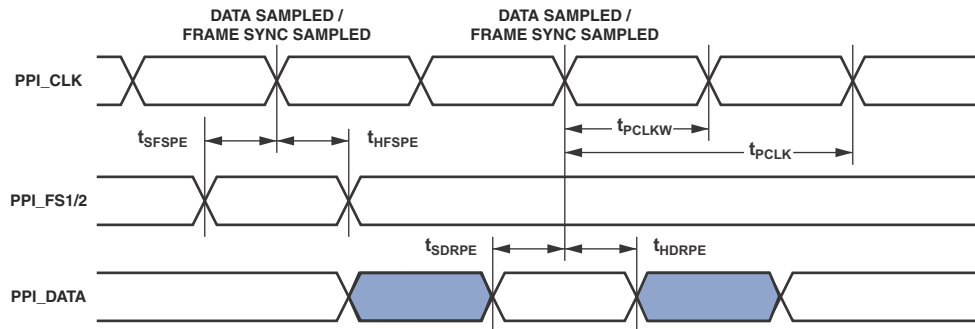 DATA SAMPLED /
FRAME SYNC SAMPLED
DATA SAMPLED /
FRAME SYNC SAMPLED
PPI_CLK
tSFSPE
tHFSPE
tPCLKW
tPCLK
PPI_FS1/2
tSDRPE
tHDRPE
PPI_DATA